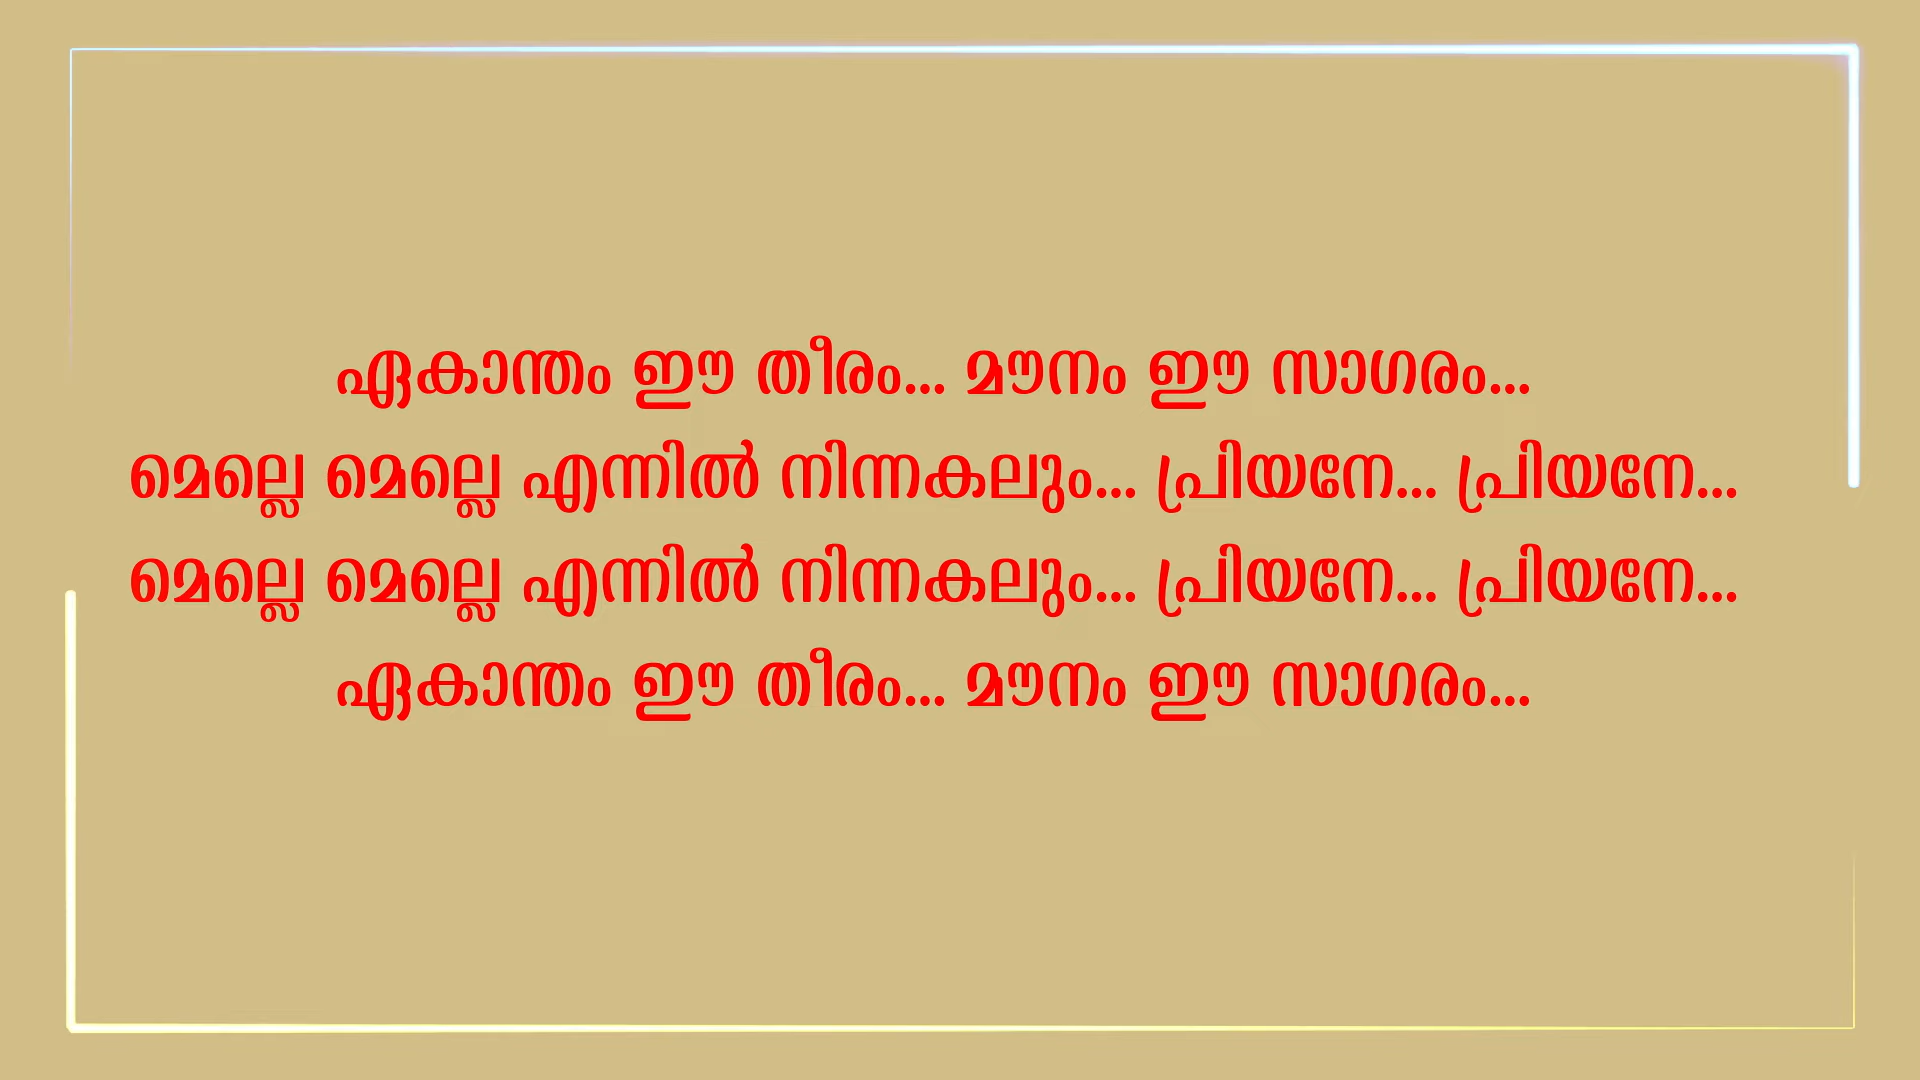 ഏകാന്തം ഈ തീരം... മൗനം ഈ സാഗരം...
മെല്ലെ മെല്ലെ എന്നിൽ നിന്നകലും... പ്രിയനേ... പ്രിയനേ...
മെല്ലെ മെല്ലെ എന്നിൽ നിന്നകലും... പ്രിയനേ... പ്രിയനേ...
ഏകാന്തം ഈ തീരം... മൗനം ഈ സാഗരം...